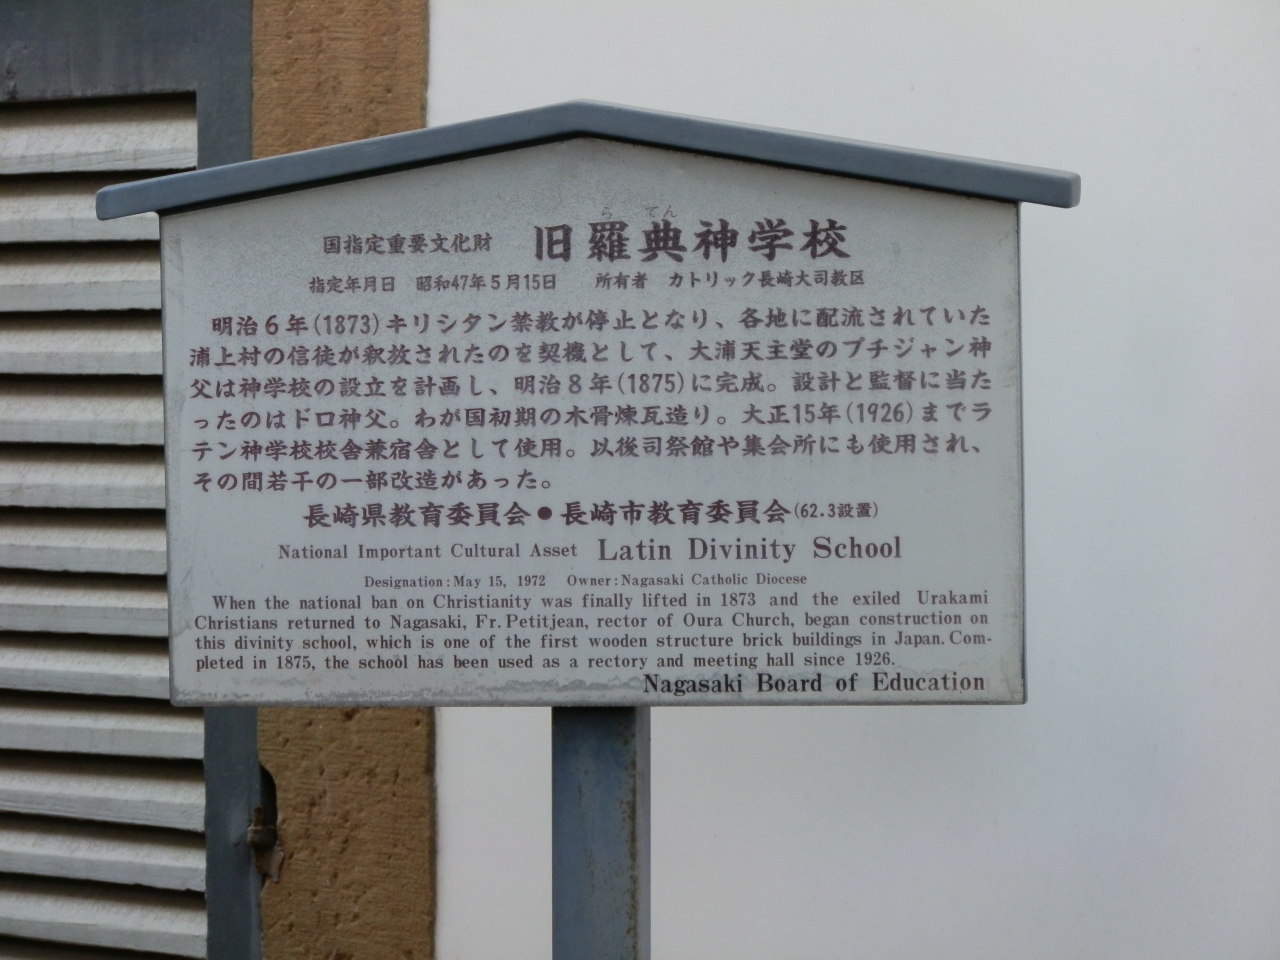 国指定重要文化財 旧羅典神学校
ら てん
指定年月日 昭和47年5月15日 所有者 カトリック長崎大司教区
明治6年(1873)キリシタン禁教が停止となり、各地に配流されていた
浦上村の信徒が釈放されたのを契機として、大浦天主堂のプチジャン神
父は神学校の設立を計画し、明治8年(1875)に完成。設計と監督に当た
ったのはドロ神父。わが国初期の木骨煉瓦造り。大正15年(1926)までラ
テン神学校校舎兼宿舎として使用。以後司祭館や集会所にも使用され、
その間若干の一部改造があった。
長崎県教育委員会●長崎市教育委員会(62.3設置)
National Important Cultural Asset Latin Divinity School
Designation:May 15, 1972 Owner:Nagasaki Catholic Diocese
When the national ban on Christianity was finally lifted in 1873 and the exiled Urakami
Christians returned to Nagasaki, Fr.Petitjean, rector of Oura Church, began construction on
this divinity school, which is one of the first wooden structure brick buildings in Japan.Com-
pleted in 1875, the school has been used as a rectory and meeting hall since 1926.
Nagasaki Board of Education